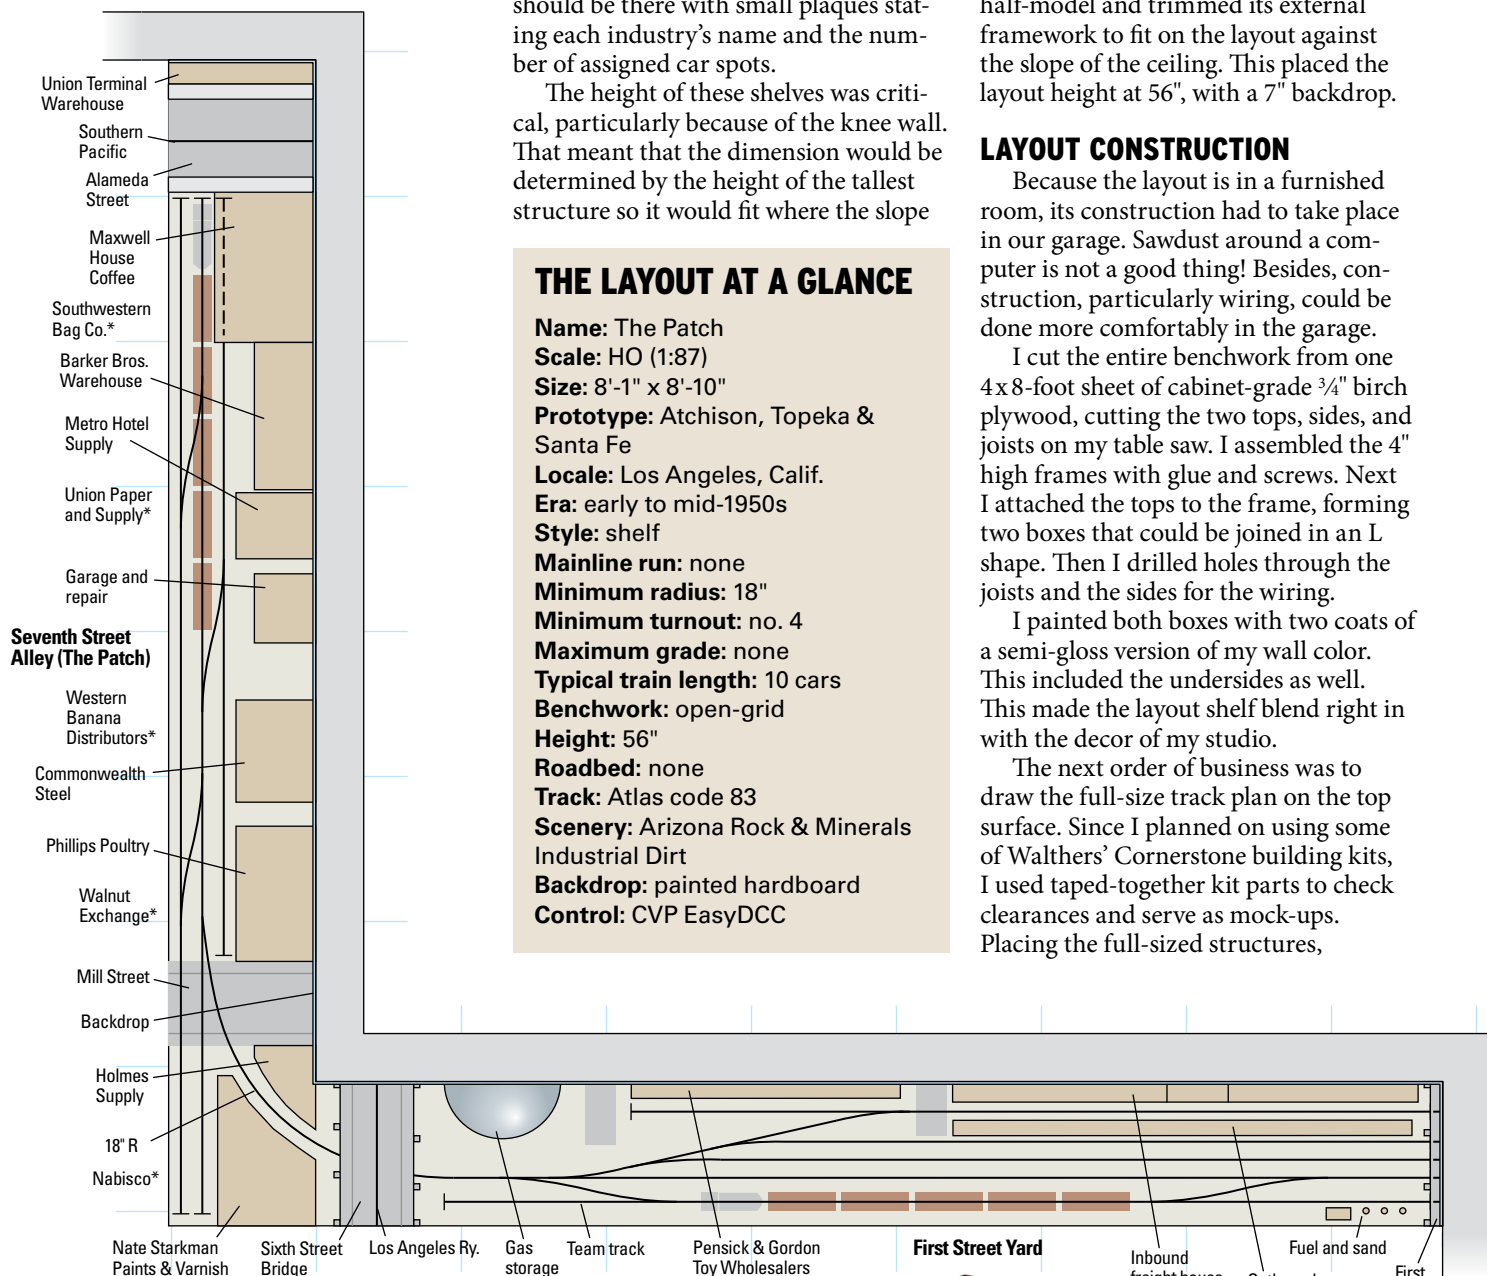 should be there with small plaques stat-
ing each industry’s name and the num-
ber of assigned car spots.
The height of these shelves was criti-
cal, particularly because of the knee wall.
That meant that the dimension would be
determined by the height of the tallest
structure so it would fit where the slope
half-model and trimmed its external
framework to fit on the layout against
the slope of the ceiling. This placed the
layout height at 56", with a 7" backdrop.
LAYOUT CONSTRUCTION
Because the layout is in a furnished
room, its construction had to take place
in our garage. Sawdust around a com-
puter is not a good thing! Besides, con-
struction, particularly wiring, could be
done more comfortably in the garage.
I cut the entire benchwork from one
4x8-foot sheet of cabinet-grade ¾" birch
plywood, cutting the two tops, sides, and
joists on my table saw. I assembled the 4"
high frames with glue and screws. Next
I attached the tops to the frame, forming
two boxes that could be joined in an L
shape. Then I drilled holes through the
joists and the sides for the wiring.
I painted both boxes with two coats of
a semi-gloss version of my wall color.
This included the undersides as well.
This made the layout shelf blend right in
with the decor of my studio.
The next order of business was to
draw the full-size track plan on the top
surface. Since I planned on using some
of Walthers’ Cornerstone building kits,
I used taped-together kit parts to check
clearances and serve as mock-ups.
Placing the full-sized structures,
THE LAYOUT AT A GLANCE
Name: The Patch
Scale: HO (1:87)
Size: 8'-1" x 8'-10"
Prototype: Atchison, Topeka &
Santa Fe
Locale: Los Angeles, Calif.
Era: early to mid-1950s
Style: shelf
Mainline run: none
Minimum radius: 18"
Minimum turnout: no. 4
Maximum grade: none
Typical train length: 10 cars
Benchwork: open-grid
Height: 56"
Roadbed: none
Track: Atlas code 83
Scenery: Arizona Rock & Minerals
Industrial Dirt
Backdrop: painted hardboard
Control: CVP EasyDCC
Union Terminal
Warehouse
Southern
Pacific
Alameda
Street
Maxwell
House
Coffee
Southwestern
Bag Co.*
Barker Bros.
Warehouse
Metro Hotel
Supply
Union Paper
and Supply*
Garage and
repair
Seventh Street
Alley (The Patch)
Western
Banana
Distributors*
Commonwealth
Steel
Phillips Poultry
Walnut
Exchange*
Mill Street
Backdrop
Holmes
Supply
18" R
Nabisco*
Nate Starkman
Paints & Varnish
Sixth Street
Bridge
Los Angeles Ry.
Gas
storage
Team track
Pensick & Gordon
Toy Wholesalers
First Street Yard
Inbound
freight house
Fuel and sand
First